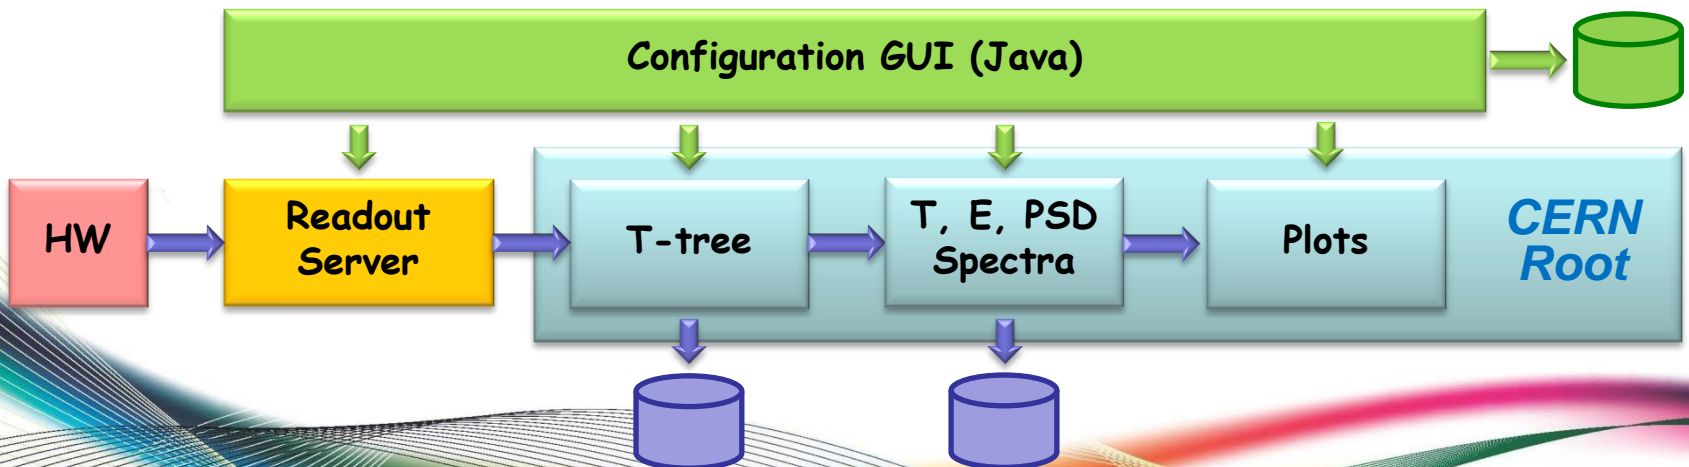 Configuration GUI (Java)
HW
Readout
Server
T-tree
T, E, PSD
Spectra
Plots
CERN
Root